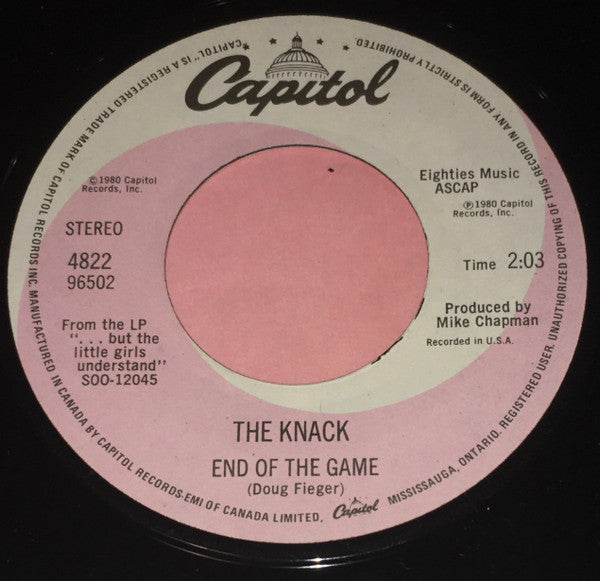 Capitol
℗1980 Capitol
Records, Inc.
STEREO
4822
96502
From the LP
“. . . but the
little girls
understand”
SOO-12045
Eighties Music
ASCAP
℗1980 Capitol
Records, Inc.
Time 2:03
Produced by
Mike Chapman
Recorded in U.S.A.
THE KNACK
END OF THE GAME
(Doug Fieger)
MANUFACTURED IN CANADA BY CAPITOL RECORDS-EMI OF CANADA LIMITED, Capitol MISSISSAUGA, ONTARIO. REGISTERED USER. UNAUTHORIZED COPYING OF THIS RECORD IN ANY FORM IS STRICTLY PROHIBITED.
“CAPITOL” IS A REGISTERED TRADE MARK OF CAPITOL RECORDS INC.